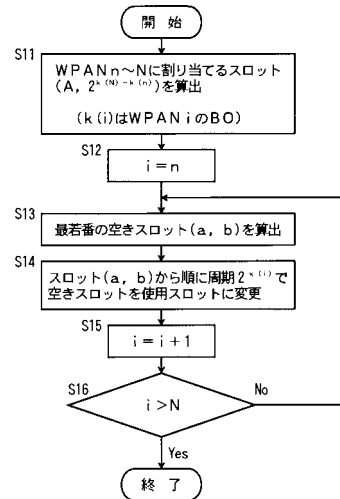 開 始
S11
WPANn～Nに割り当てるスロット
(A, 2^k(N)-k(n))を算出
(k(i)はWPANiのBO)
S12
i=n
S13
最若番の空きスロット(a, b)を算出
S14
スロット(a, b)から順に周期2^k(i)で
空きスロットを使用スロットに変更
S15
i=i+1
S16
i>N
No
Yes
終 了